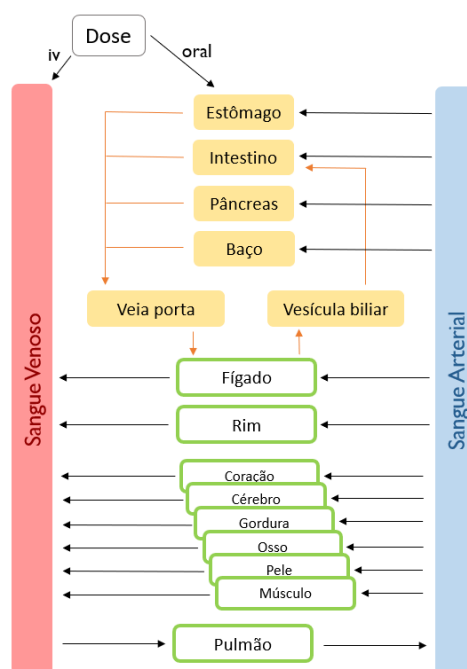 Dose
iv
oral
Estômago
Intestino
Pâncreas
Baço
Veia porta
Vesícula biliar
Fígado
Rim
Coração
Cérebro
Gordura
Osso
Pele
Músculo
Pulmão
Sangue Venoso
Sangue Arterial